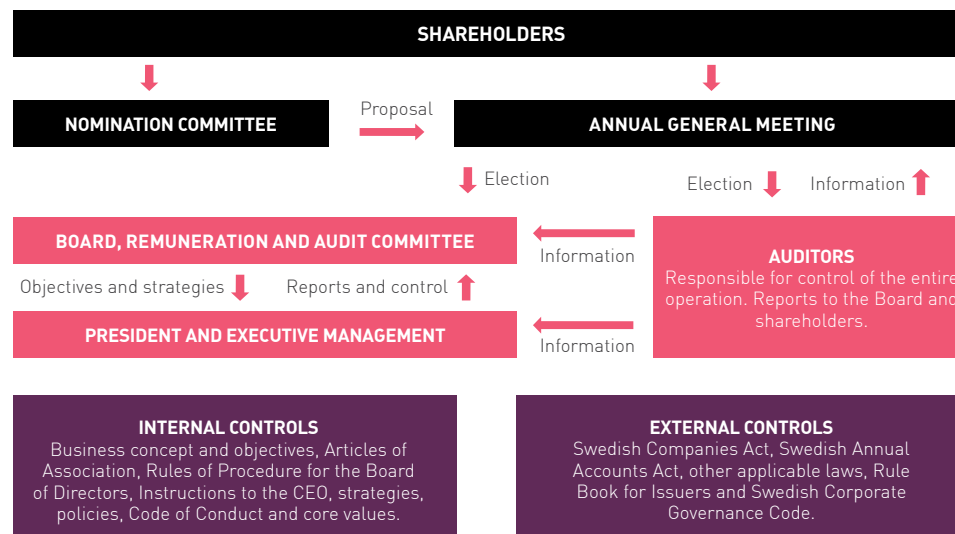 SHAREHOLDERS
Proposal
NOMINATION COMMITTEE
ANNUAL GENERAL MEETING
Election
Election
Information
BOARD, REMUNERATION AND AUDIT COMMITTEE
Information
Objectives and strategies
Reports and control
PRESIDENT AND EXECUTIVE MANAGEMENT
Information
AUDITORS
Responsible for control of the entire
operation. Reports to the Board and
shareholders.
INTERNAL CONTROLS
Business concept and objectives, Articles of
Association, Rules of Procedure for the Board
of Directors, Instructions to the CEO, strategies,
policies, Code of Conduct and core values.
EXTERNAL CONTROLS
Swedish Companies Act, Swedish Annual
Accounts Act, other applicable laws, Rule
Book for Issuers and Swedish Corporate
Governance Code.